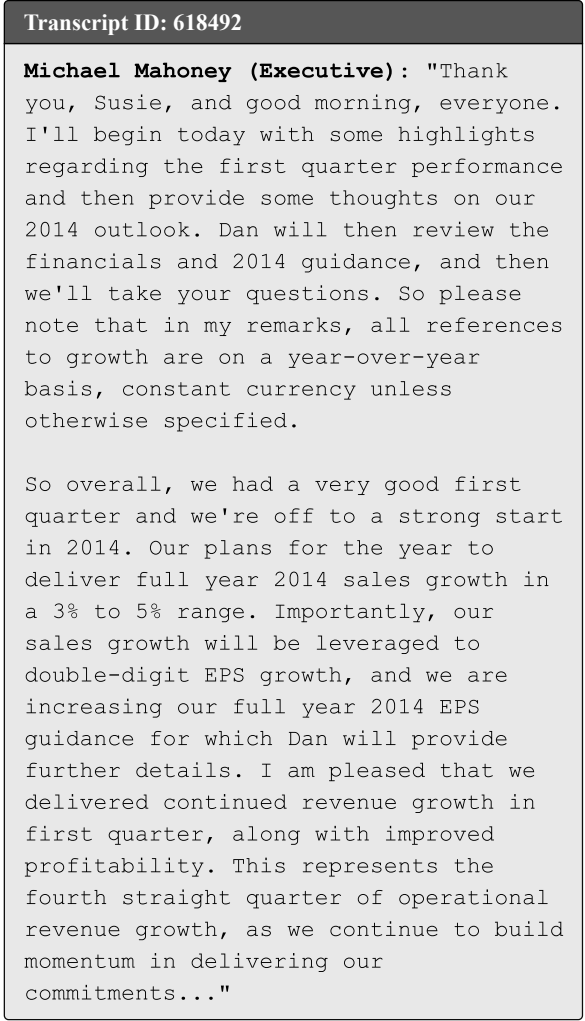 Transcript ID: 618492
Michael Mahoney (Executive): "Thank
you, Susie, and good morning, everyone.
I'll begin today with some highlights
regarding the first quarter performance
and then provide some thoughts on our
2014 outlook. Dan will then review the
financials and 2014 guidance, and then
we'll take your questions. So please
note that in my remarks, all references
to growth are on a year-over-year
basis, constant currency unless
otherwise specified.
So overall, we had a very good first
quarter and we're off to a strong start
in 2014. Our plans for the year to
deliver full year 2014 sales growth in
a 3% to 5% range. Importantly, our
sales growth will be leveraged to
double-digit EPS growth, and we are
increasing our full year 2014 EPS
guidance for which Dan will provide
further details. I am pleased that we
delivered continued revenue growth in
first quarter, along with improved
profitability. This represents the
fourth straight quarter of operational
revenue growth, as we continue to build
momentum in delivering our
commitments..."